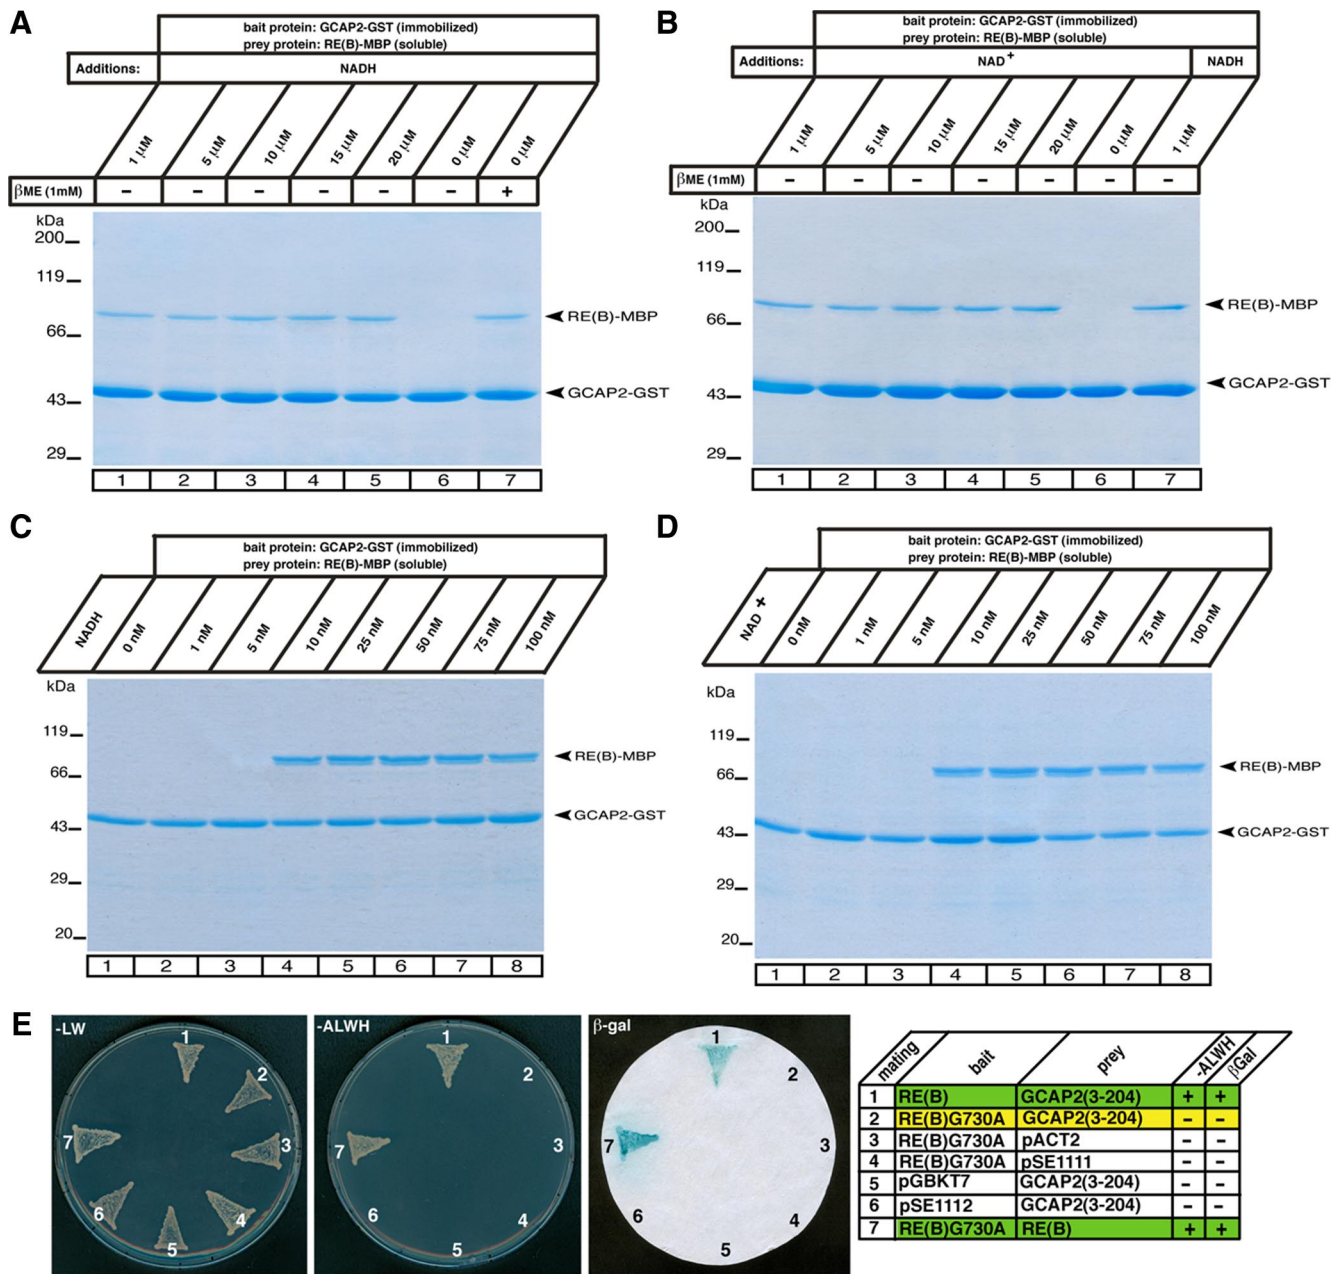 A
bait protein: GCAP2-GST (immobilized)
prey protein: RE(B)-MBP (soluble)
Additions: NADH
1 µM 5 µM 10 µM 15 µM 20 µM 0 µM 0 µM
βME (1mM) – – – – – – +
kDa
200
119
66
43
29
RE(B)-MBP
GCAP2-GST
1 2 3 4 5 6 7
B
bait protein: GCAP2-GST (immobilized)
prey protein: RE(B)-MBP (soluble)
Additions: NAD+ NADH
1 µM 5 µM 10 µM 15 µM 20 µM 0 µM 1 µM
βME (1mM) – – – – – – –
kDa
200
119
66
43
29
RE(B)-MBP
GCAP2-GST
1 2 3 4 5 6 7
C
bait protein: GCAP2-GST (immobilized)
prey protein: RE(B)-MBP (soluble)
NADH 0 nM 1 nM 5 nM 10 nM 25 nM 50 nM 75 nM 100 nM
kDa
119
66
43
29
20
RE(B)-MBP
GCAP2-GST
1 2 3 4 5 6 7 8
D
bait protein: GCAP2-GST (immobilized)
prey protein: RE(B)-MBP (soluble)
NAD + 0 nM 1 nM 5 nM 10 nM 25 nM 50 nM 75 nM 100 nM
kDa
119
66
43
29
20
RE(B)-MBP
GCAP2-GST
1 2 3 4 5 6 7 8
E
-LW
1
2
3
4
5
6
7
-ALWH
1
2
3
4
5
6
7
β-gal
1
2
3
4
5
6
7
mating bait prey -ALWH βGal
1 RE(B) GCAP2(3-204) + +
2 RE(B)G730A GCAP2(3-204) – –
3 RE(B)G730A pACT2 – –
4 RE(B)G730A pSE1111 – –
5 pGBKT7 GCAP2(3-204) – –
6 pSE1112 GCAP2(3-204) – –
7 RE(B)G730A RE(B) + +